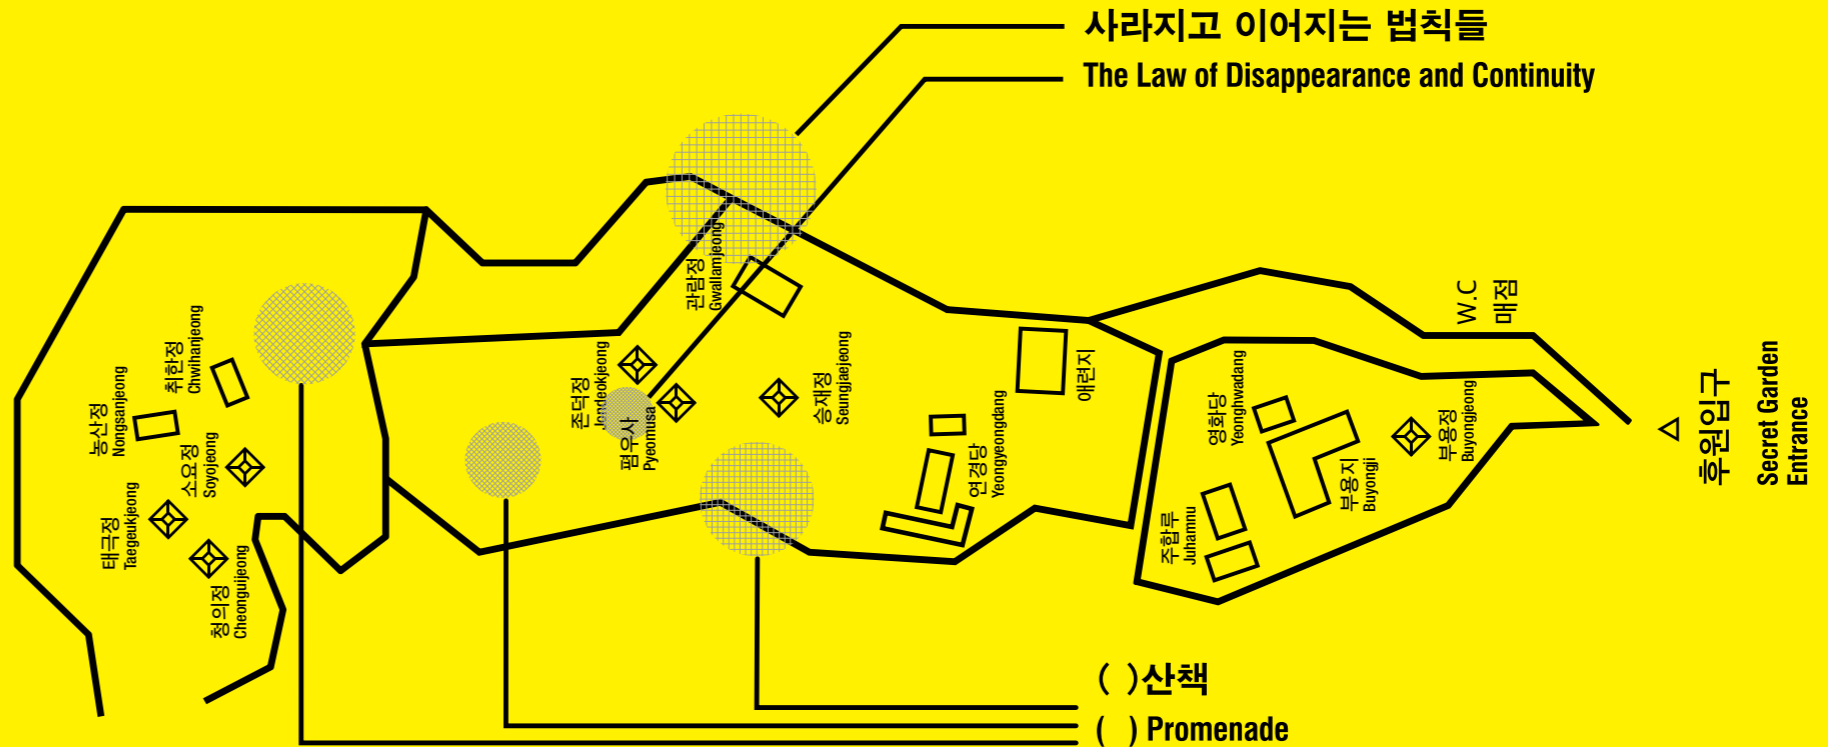 사라지고 이어지는 법칙들
The Law of Disappearance and Continuity
관람정
Gwallamjeong
취한정
Chwihanjeong
농산정
Nongsanjeong
소요정
Soyojeong
태극정
Taegeukjeong
청의정
Cheonguijeong
존덕정
Jondeokjeong
폄우사
Pyeomusa
승재정
Seungjaejeong
연경당
Yeongyeongdang
애련지
영화당
Yeonghwadang
주합루
Juhamnu
부용지
Buyongji
부용정
Buyongjeong
W.C
매점
후원입구
Secret Garden
Entrance
( )산책
( ) Promenade